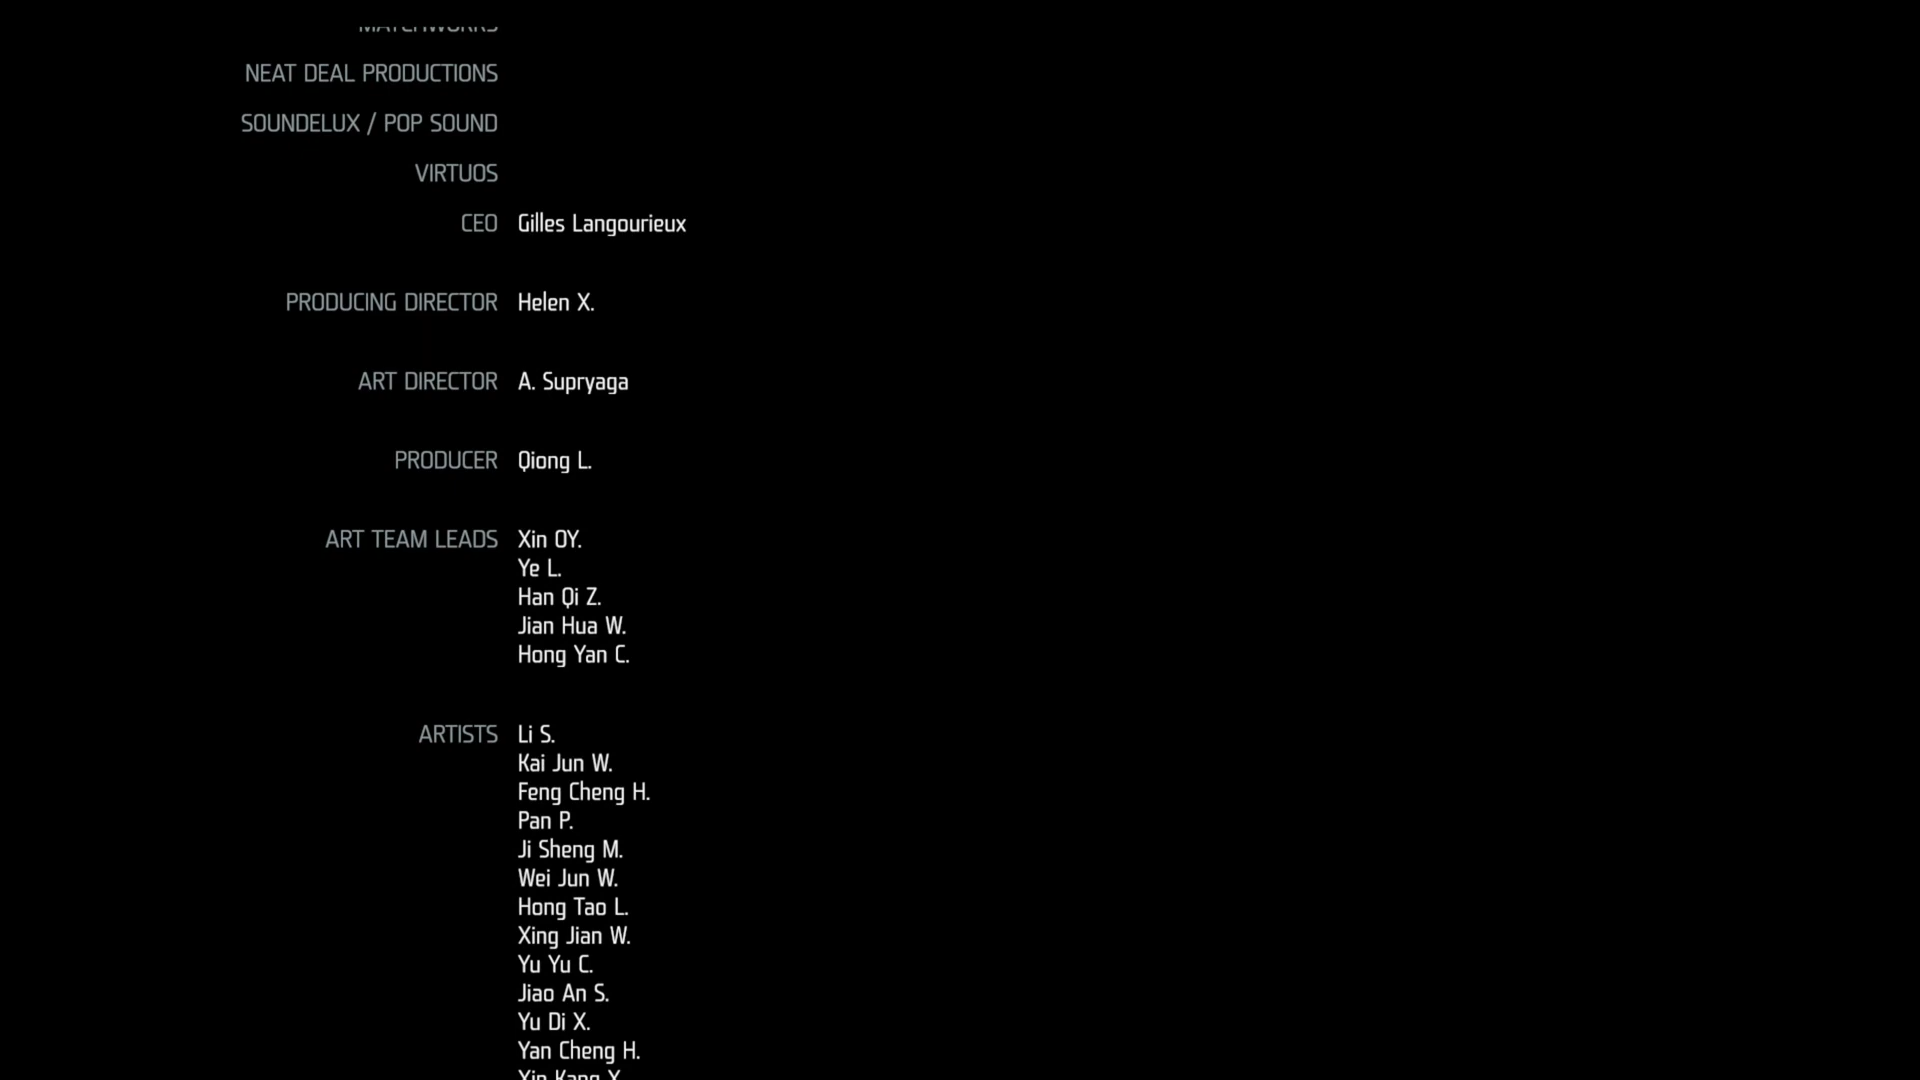 MATCHWORKS
NEAT DEAL PRODUCTIONS
SOUNDELUX / POP SOUND
VIRTUOS
CEO Gilles Langourieux
PRODUCING DIRECTOR Helen X.
ART DIRECTOR A. Supryaga
PRODUCER Qiong L.
ART TEAM LEADS Xin OY.
Ye L.
Han Qi Z.
Jian Hua W.
Hong Yan C.
ARTISTS Li S.
Kai Jun W.
Feng Cheng H.
Pan P.
Ji Sheng M.
Wei Jun W.
Hong Tao L.
Xing Jian W.
Yu Yu C.
Jiao An S.
Yu Di X.
Yan Cheng H.